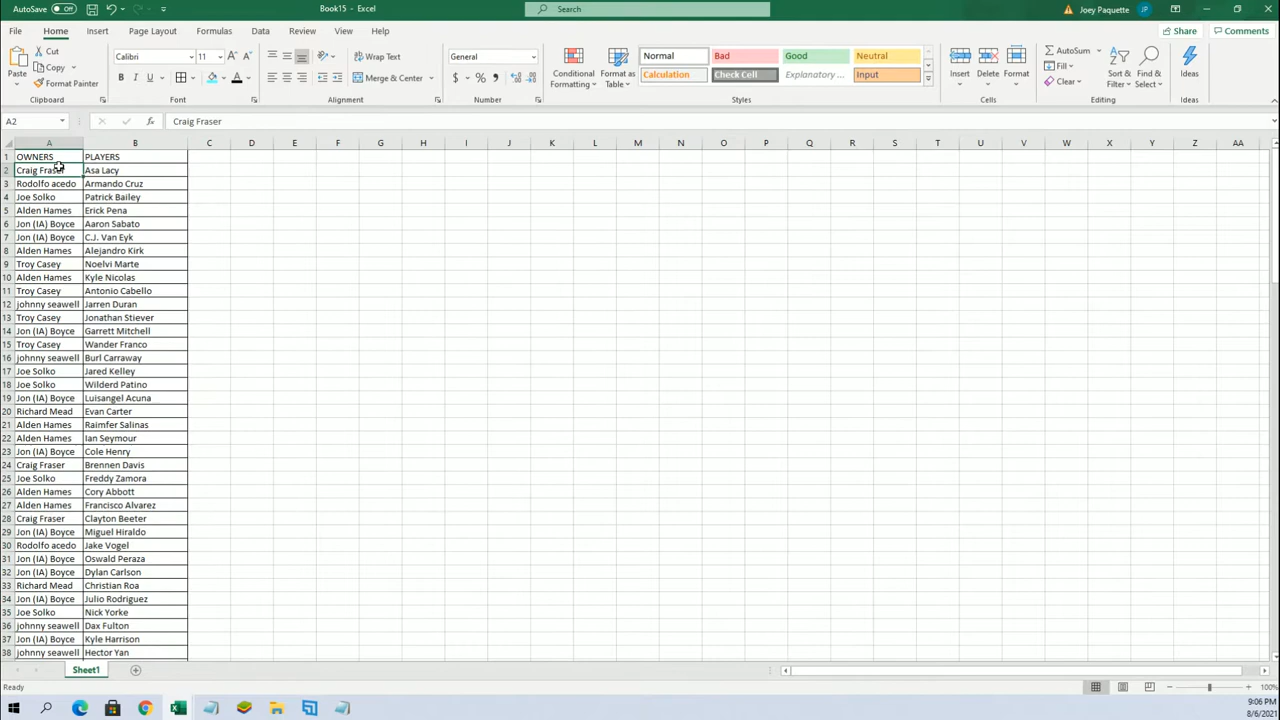 AutoSave Off Book15 - Excel Search Joey Paquette JP
File Home Insert Page Layout Formulas Data Review View Help Share Comments
Paste Cut Copy Format Painter Clipboard
Calibri 11 B I U A Font
Wrap Text Merge & Center Alignment
General $ % Number
Conditional Formatting Format as Table
Normal Bad Good Neutral
Calculation Check Cell Explanatory ... Input
Styles
Insert Delete Format Cells
AutoSum Fill Clear Sort & Filter Find & Select Editing
Ideas Ideas
A2 fx Craig Fraser
A B C D E F G H I J K L M N O P Q R S T U V W X Y Z AA
1 OWNERS PLAYERS
2 Craig Fraser Asa Lacy
3 Rodolfo acedo Armando Cruz
4 Joe Solko Patrick Bailey
5 Alden Hames Erick Pena
6 Jon (IA) Boyce Aaron Sabato
7 Jon (IA) Boyce C.J. Van Eyk
8 Alden Hames Alejandro Kirk
9 Troy Casey Noelvi Marte
10 Alden Hames Kyle Nicolas
11 Troy Casey Antonio Cabello
12 johnny seawell Jarren Duran
13 Troy Casey Jonathan Stiever
14 Jon (IA) Boyce Garrett Mitchell
15 Troy Casey Wander Franco
16 johnny seawell Burl Carraway
17 Joe Solko Jared Kelley
18 Joe Solko Wilderd Patino
19 Jon (IA) Boyce Luisangel Acuna
20 Richard Mead Evan Carter
21 Alden Hames Raimfer Salinas
22 Alden Hames Ian Seymour
23 Jon (IA) Boyce Cole Henry
24 Craig Fraser Brennen Davis
25 Joe Solko Freddy Zamora
26 Alden Hames Cory Abbott
27 Alden Hames Francisco Alvarez
28 Craig Fraser Clayton Beeter
29 Jon (IA) Boyce Miguel Hiraldo
30 Rodolfo acedo Jake Vogel
31 Jon (IA) Boyce Oswald Peraza
32 Jon (IA) Boyce Dylan Carlson
33 Richard Mead Christian Roa
34 Jon (IA) Boyce Julio Rodriguez
35 Joe Solko Nick Yorke
36 johnny seawell Dax Fulton
37 Jon (IA) Boyce Kyle Harrison
38 johnny seawell Hector Yan
Sheet1
Ready 100%
9:06 PM
8/6/2021